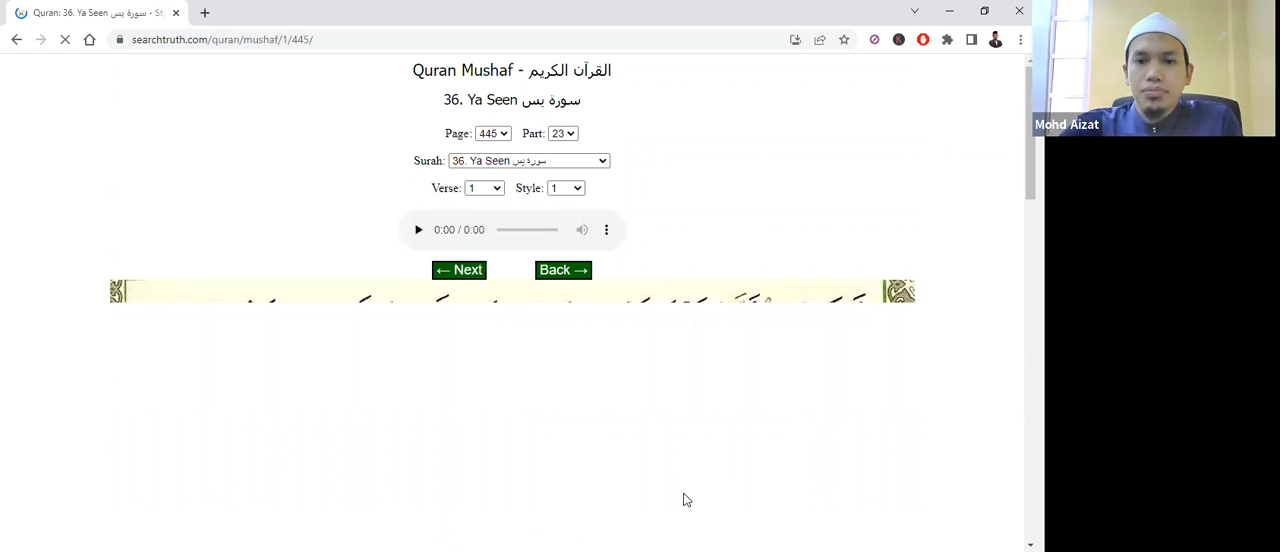 Quran: 36. Ya Seen سورة يس - St
searchtruth.com/quran/mushaf/1/445/
Quran Mushaf - القرآن الكريم
36. Ya Seen سورة يس
Page: 445 Part: 23
Surah: 36. Ya Seen سورة يس
Verse: 1 Style: 1
0:00 / 0:00
← Next Back →
Mohd Aizat